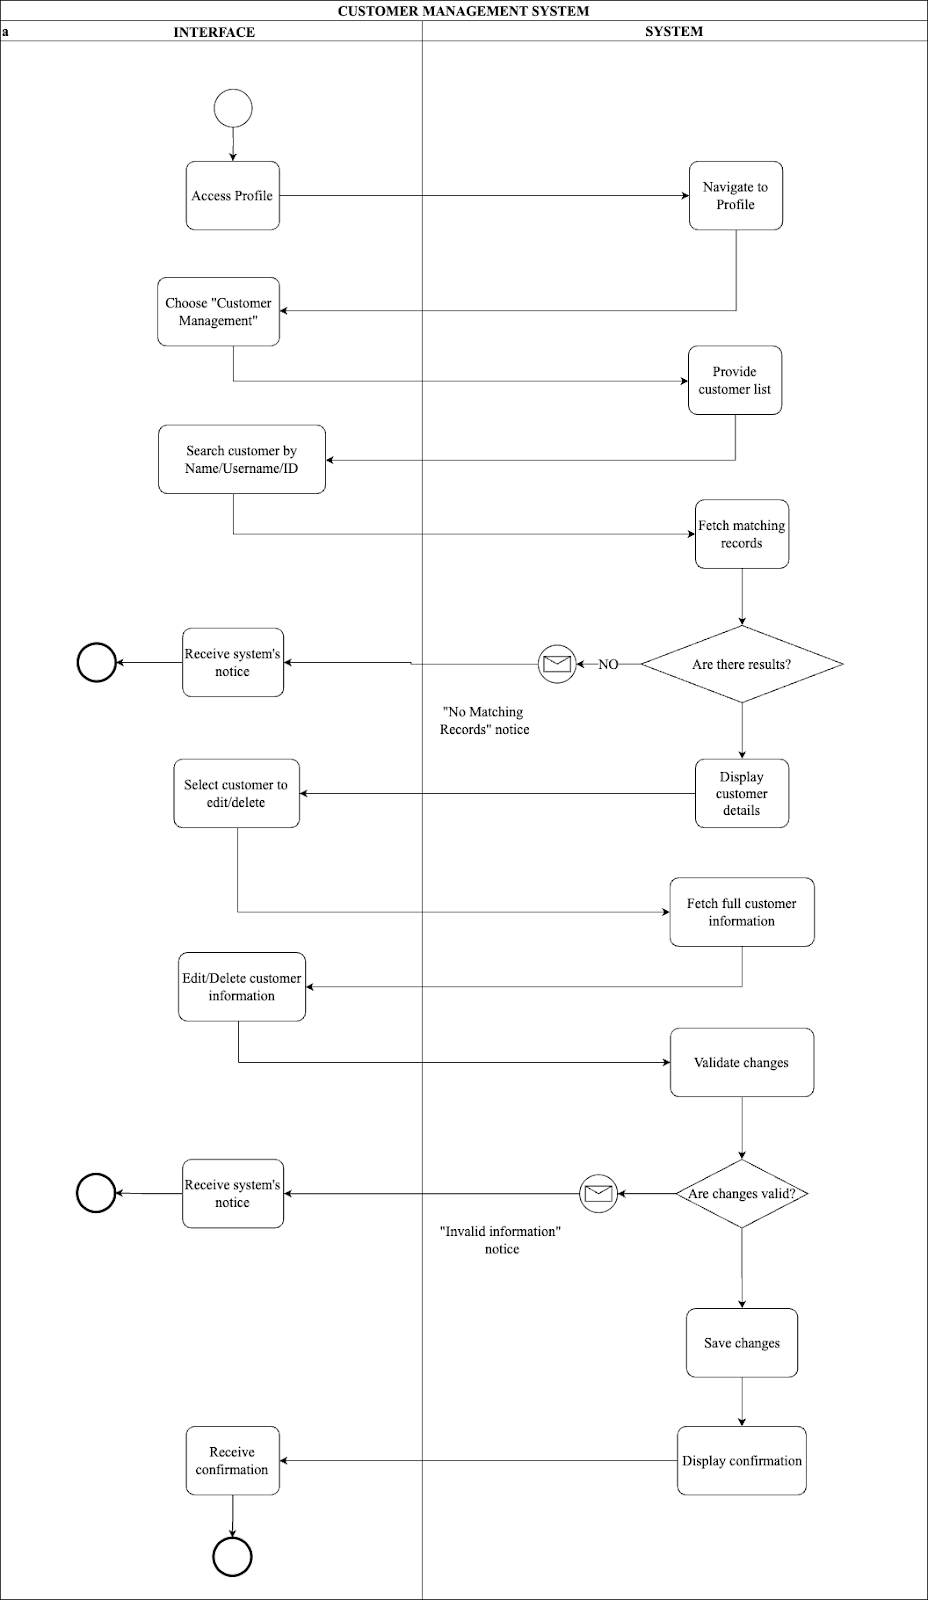 CUSTOMER MANAGEMENT SYSTEM
a
INTERFACE
SYSTEM
Access Profile
Navigate to
Profile
Choose "Customer
Management"
Provide
customer list
Search customer by
Name/Username/ID
Fetch matching
records
Are there results?
NO
Receive system's
notice
"No Matching
Records" notice
Display
customer
details
Select customer to
edit/delete
Fetch full customer
information
Edit/Delete customer
information
Validate changes
Are changes valid?
Receive system's
notice
"Invalid information"
notice
Save changes
Display confirmation
Receive
confirmation